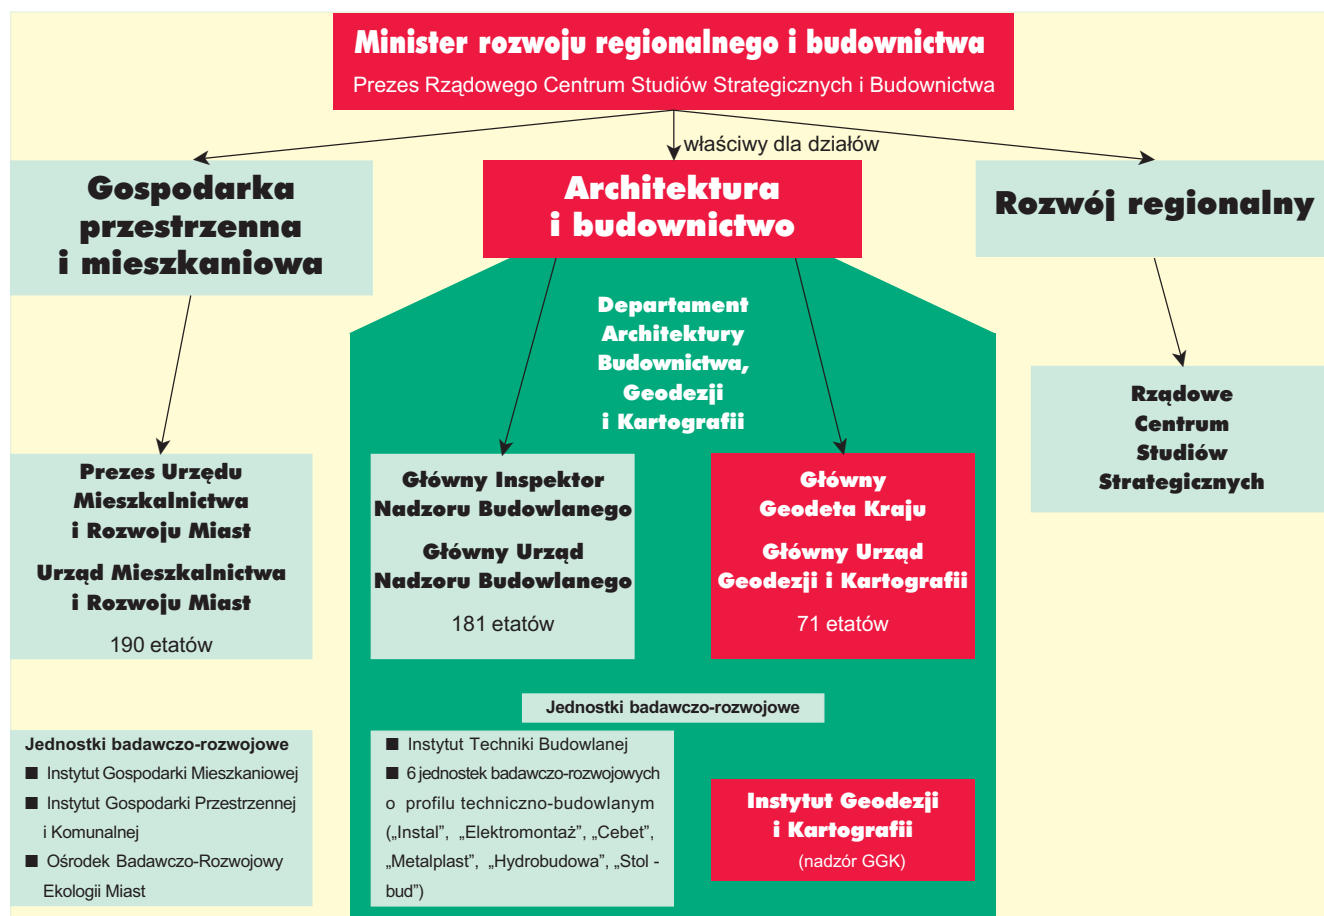 Minister rozwoju regionalnego i budownictwa
Prezes Rządowego Centrum Studiów Strategicznych i Budownictwa
właściwy dla działów
Gospodarka
przestrzenna
i mieszkaniowa
Architektura
i budownictwo
Rozwój regionalny
Departament
Architektury
Budownictwa,
Geodezji
i Kartografii
Rządowe
Centrum
Studiów
Strategicznych
Prezes Urzędu
Mieszkalnictwa
i Rozwoju Miast
Urząd Mieszkalnictwa
i Rozwoju Miast
190 etatów
Główny Inspektor
Nadzoru Budowlanego
Główny Urząd
Nadzoru Budowlanego
181 etatów
Główny
Geodeta Kraju
Główny Urząd
Geodezji i Kartografii
71 etatów
Jednostki badawczo-rozwojowe
■ Instytut Gospodarki Mieszkaniowej
■ Instytut Gospodarki Przestrzennej
i Komunalnej
■ Ośrodek Badawczo-Rozwojowy
Ekologii Miast
Jednostki badawczo-rozwojowe
■ Instytut Techniki Budowlanej
■ 6 jednostek badawczo-rozwojowych
o profilu techniczno-budowlanym
(„Instal”, „Elektromontaż”, „Cebet”,
„Metalplast”, „Hydrobudowa”, „Stol -
bud”)
Instytut Geodezji
i Kartografii
(nadzór GGK)